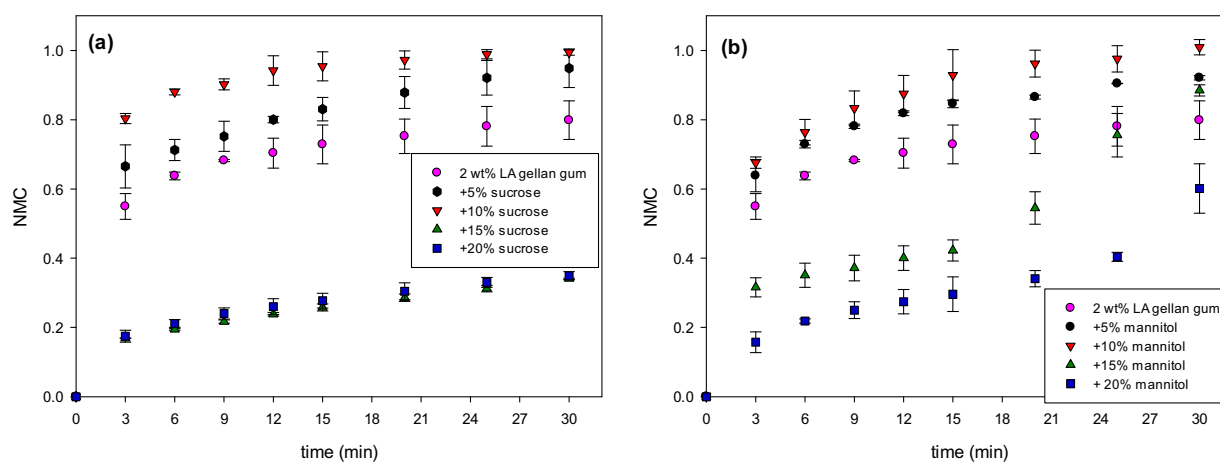 (a)
NMC
1.0
0.8
0.6
0.4
0.2
0.0
0 3 6 9 12 15 18 21 24 27 30
time (min)
2 wt% LA gellan gum
+5% sucrose
+10% sucrose
+15% sucrose
+20% sucrose
(b)
NMC
1.0
0.8
0.6
0.4
0.2
0.0
0 3 6 9 12 15 18 21 24 27 30
time (min)
2 wt% LA gellan gum
+5% mannitol
+10% mannitol
+15% mannitol
+ 20% mannitol